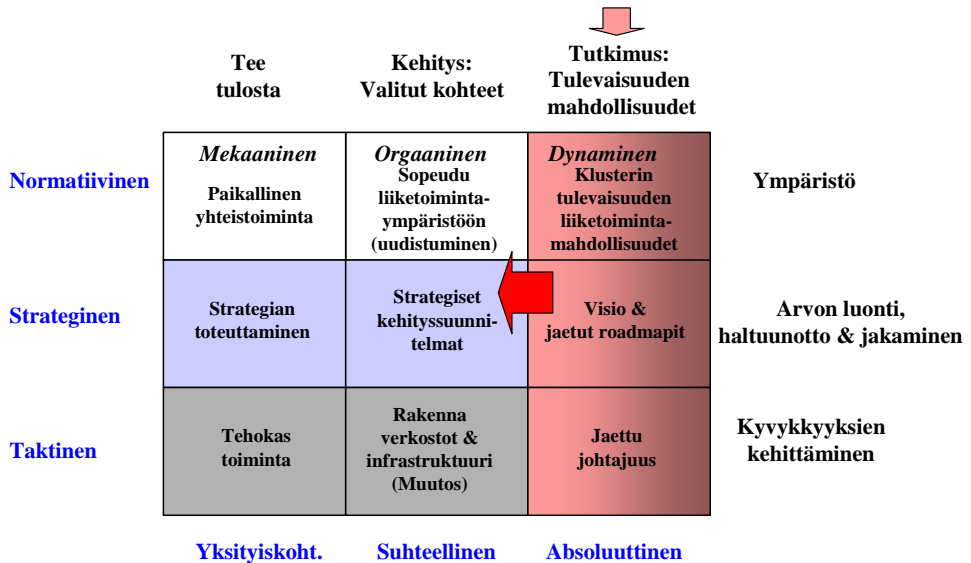 Tee
tulosta
Kehitys:
Valitut kohteet
Tutkimus:
Tulevaisuuden
mahdollisuudet
Normatiivinen
Mekaaninen
Paikallinen
yhteistoiminta
Orgaaninen
Sopeudu
liiketoiminta-
ympäristöön
(uudistuminen)
Dynaminen
Klusterin
tulevaisuuden
liiketoiminta-
mahdollisuudet
Ympäristö
Strateginen
Strategian
toteuttaminen
Strategiset
kehityssuunni-
telmat
Visio &
jaetut roadmapit
Arvon luonti,
haltuunotto & jakaminen
Taktinen
Tehokas
toiminta
Rakenna
verkostot &
infrastruktuuri
(Muutos)
Jaettu
johtajuus
Kyvykkyyksien
kehittäminen
Yksityiskoht.
Suhteellinen
Absoluuttinen